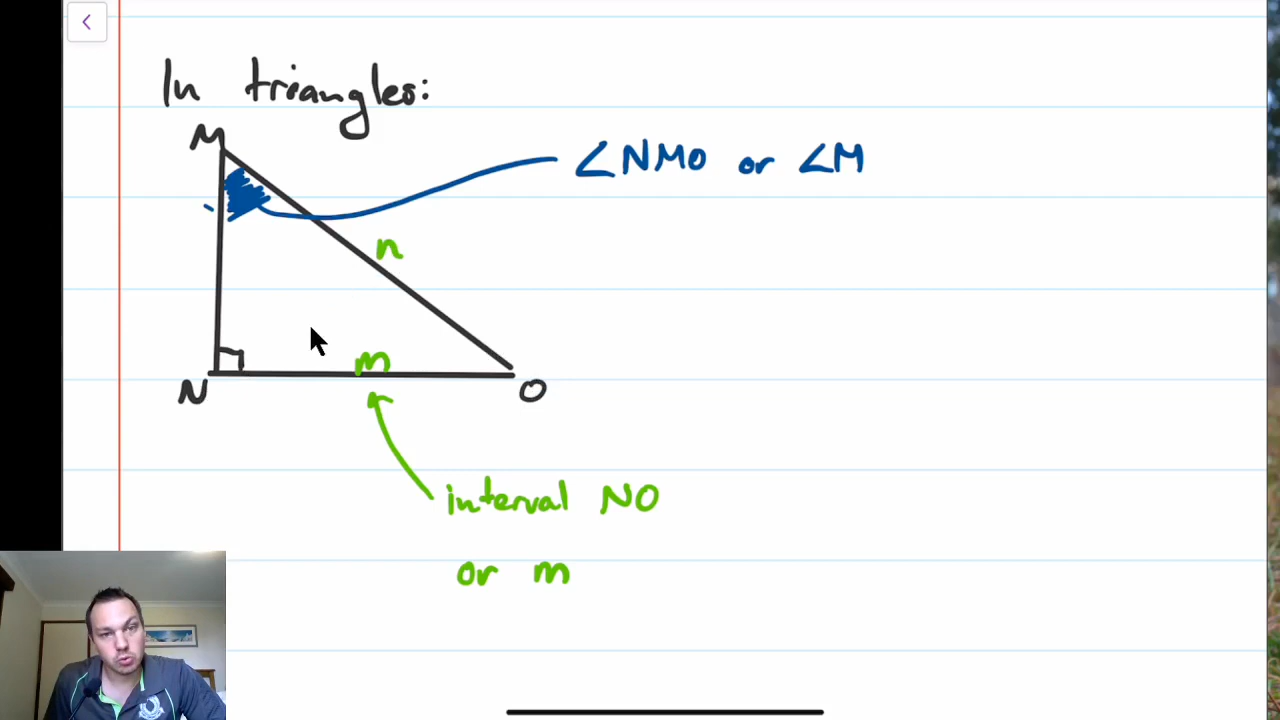 In triangles:
M
∠NMO or ∠M
n
m
N
O
interval NO
or m